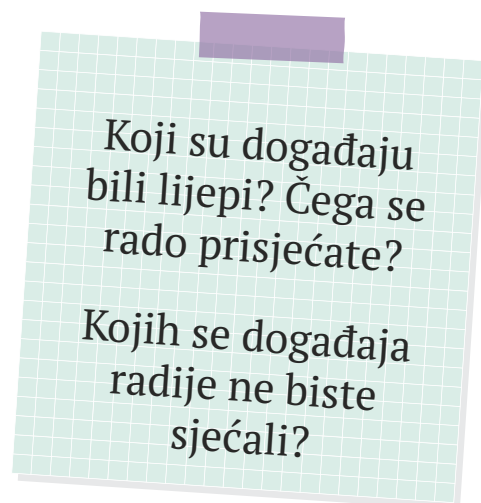 Koji su događaju
bili lijepi? Čega se
rado prisjećate?
Kojih se događaja
radije ne biste
sjećali?